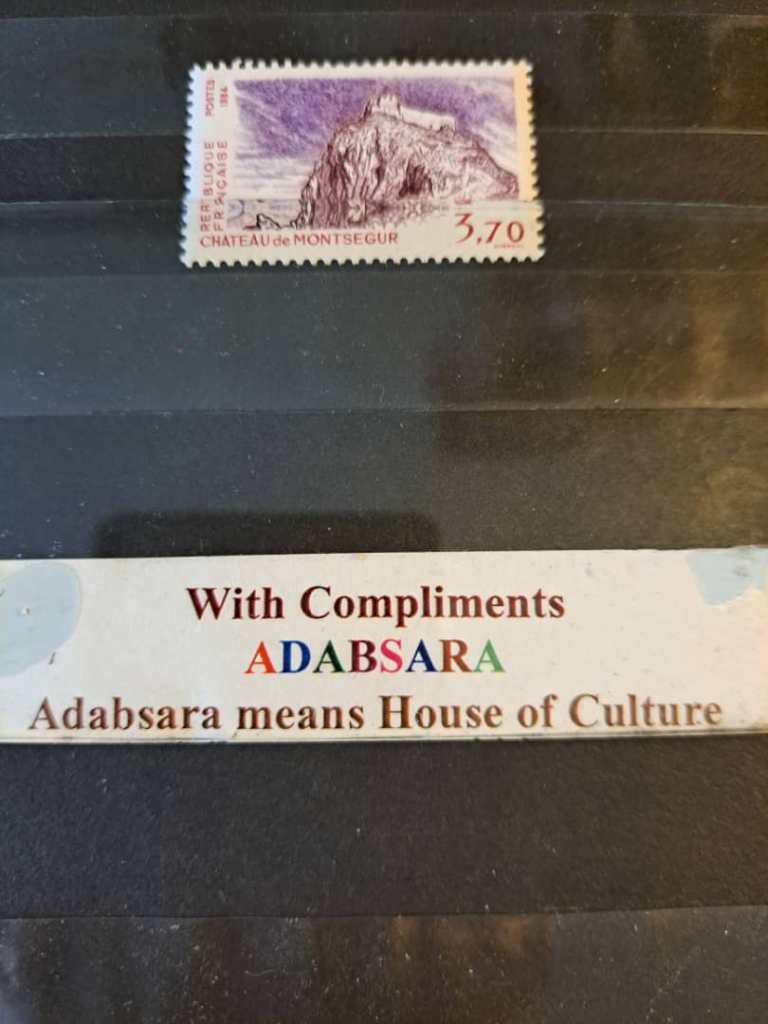 POSTES 1984
REPUBLIQUE
FRANÇAISE
CHATEAU de MONTSEGUR
3,70
With Compliments
ADABSARA
Adabsara means House of Culture